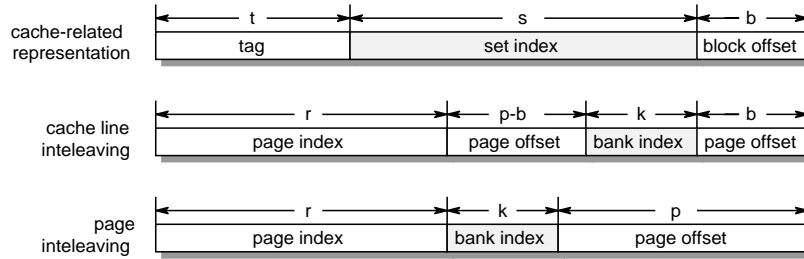 t s b
cache-related representation
tag set index block offset
r p-b k b
cache line inteleaving
page index page offset bank index page offset
r k p
page inteleaving
page index bank index page offset